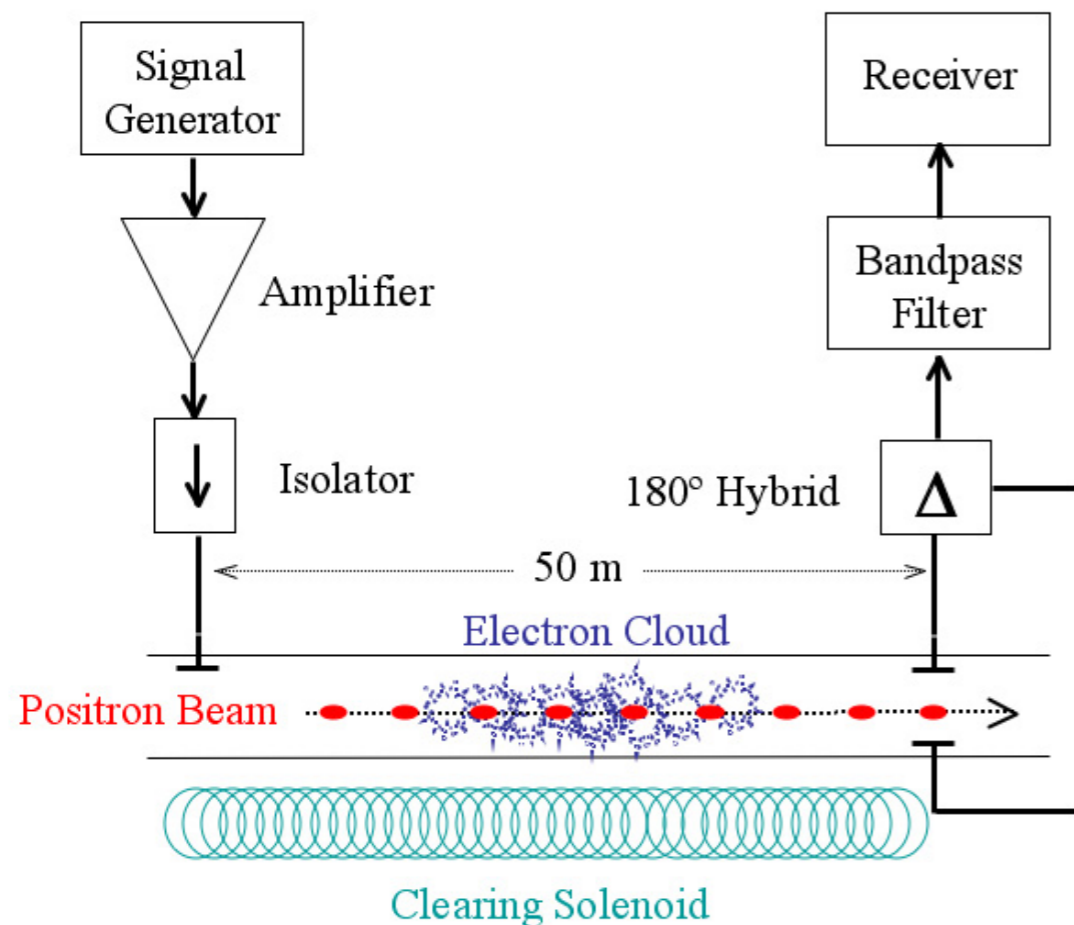 Signal
Generator
Receiver
Amplifier
Bandpass
Filter
Isolator
180° Hybrid
Δ
50 m
Electron Cloud
Positron Beam
Clearing Solenoid